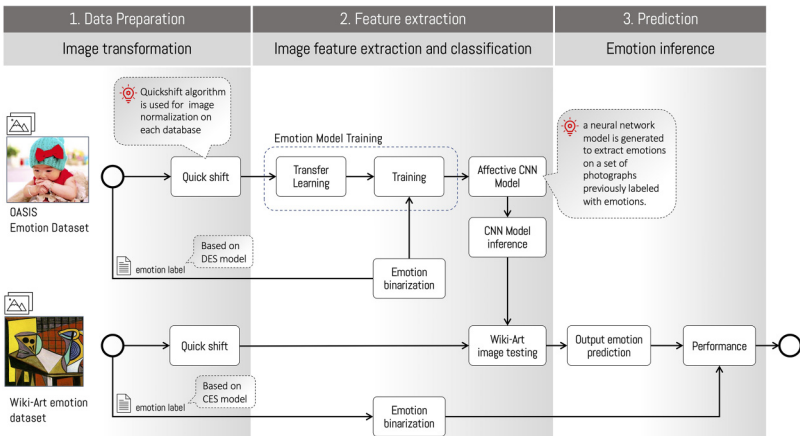 1. Data Preparation
2. Feature extraction
3. Prediction
Image transformation
Image feature extraction and classification
Emotion inference
Quickshift algorithm
is used for image
normalization on
each database
a neural network
model is generated
to extract emotions
on a set of
photographs
previously labeled
with emotions.
Emotion Model Training
Quick shift
Transfer
Learning
Training
Affective CNN
Model
OASIS
Emotion Dataset
CNN Model
inference
Based on
DES model
emotion label
Emotion
binarization
Quick shift
Wiki-Art
image testing
Output emotion
prediction
Performance
Wiki-Art emotion
dataset
Based on
CES model
emotion label
Emotion
binarization